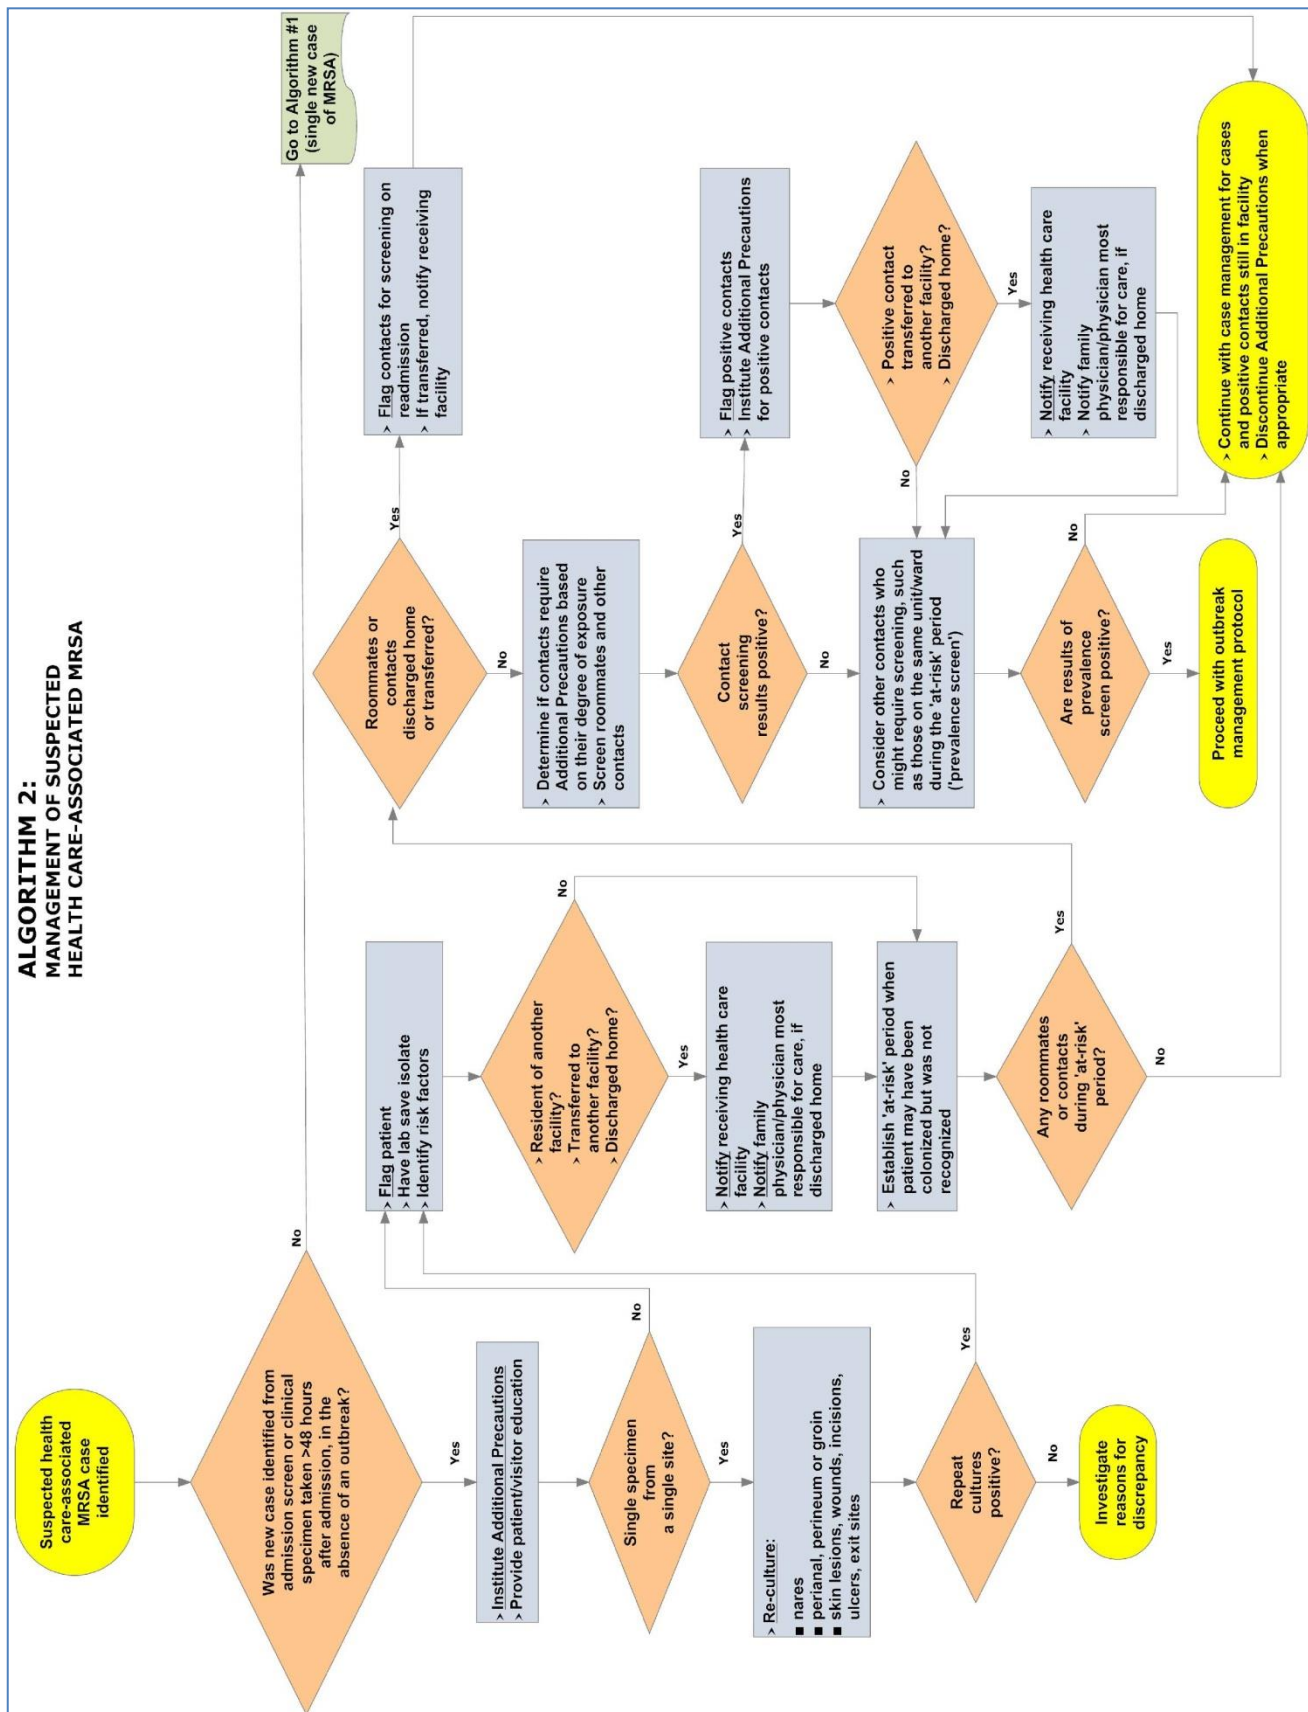 ALGORITHM 2:
MANAGEMENT OF SUSPECTED
HEALTH CARE-ASSOCIATED MRSA
Suspected health
care-associated
MRSA case
identified
Was new case identified from
admission screen or clinical
specimen taken >48 hours
after admission, in the
absence of an outbreak?
No
Go to Algorithm #1
(single new case
of MRSA)
Yes
➢ Institute Additional Precautions
➢ Provide patient/visitor education
Single specimen
from
a single site?
No
Yes
➢ Re-culture:
■ nares
■ perianal, perineum or groin
■ skin lesions, wounds, incisions,
ulcers, exit sites
Repeat
cultures
positive?
Yes
No
Investigate
reasons for
discrepancy
➢ Flag patient
➢ Have lab save isolate
➢ Identify risk factors
➢ Resident of another
facility?
➢ Transferred to
another facility?
➢ Discharged home?
No
Yes
➢ Notify receiving health care
facility
➢ Notify family
physician/physician most
responsible for care, if
discharged home
➢ Establish 'at-risk' period when
patient may have been
colonized but was not
recognized
Any roommates
or contacts
during 'at-risk'
period?
Yes
No
Roommates or
contacts
discharged home
or transferred?
Yes
No
➢ Flag contacts for screening on
readmission
➢ If transferred, notify receiving
facility
➢ Determine if contacts require
Additional Precautions based
on their degree of exposure
➢ Screen roommates and other
contacts
Contact
screening
results positive?
Yes
No
➢ Flag positive contacts
➢ Institute Additional Precautions
for positive contacts
➢ Positive contact
transferred to
another facility?
➢ Discharged home?
No
Yes
➢ Notify receiving health care
facility
➢ Notify family
physician/physician most
responsible for care, if
discharged home
➢ Consider other contacts who
might require screening, such
as those on the same unit/ward
during the 'at-risk' period
('prevalence screen')
Are results of
prevalence
screen positive?
No
Yes
Proceed with outbreak
management protocol
➢ Continue with case management for cases
and positive contacts still in facility
➢ Discontinue Additional Precautions when
appropriate